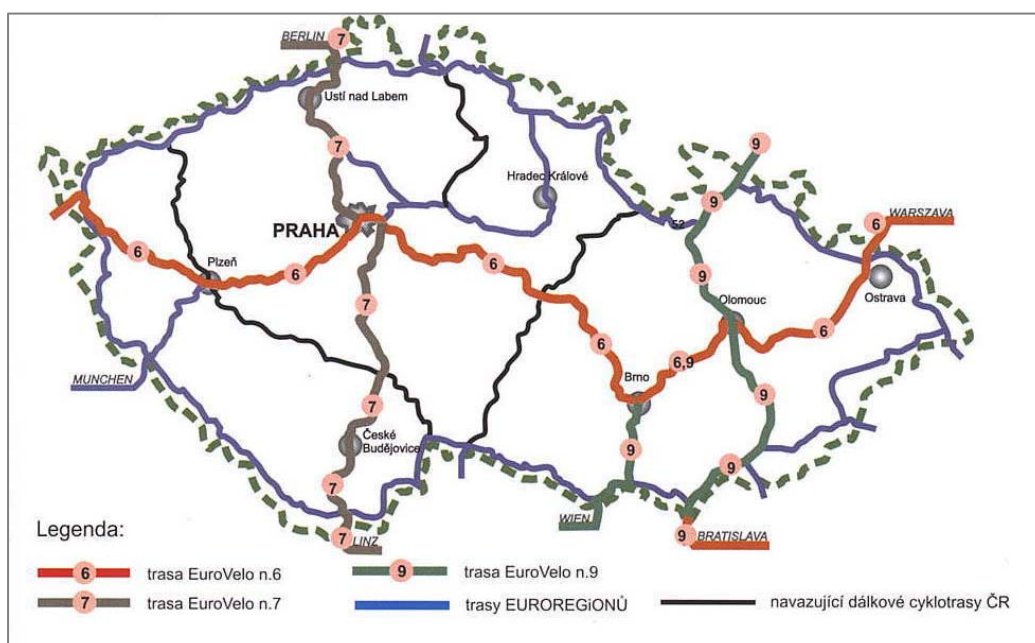 BERLIN
7
Ústí nad Labem
7
9
Hradec Králové
9
6
WARSZAVA
PRAHA
52
6
Plzeň
6
6
9
Olomouc
Ostrava
7
6
6
6,9
MUNCHEN
Brno
9
7
České
Budějovice
9
9
7
WIEN
7
LINZ
9
BRATISLAVA
Legenda:
6 trasa EuroVelo n.6
9 trasa EuroVelo n.9
7 trasa EuroVelo n.7
trasy EUROREGiONŮ
navazující dálkové cyklotrasy ČR